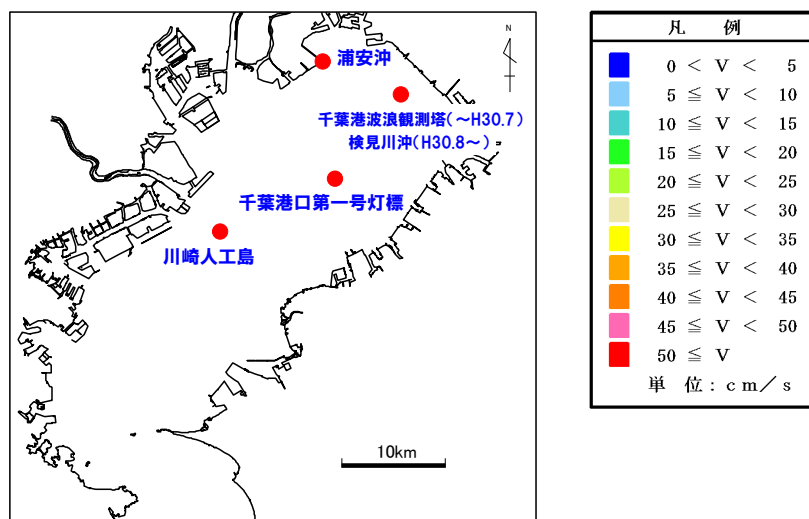 N
浦安沖
千葉港波浪観測塔(～H30.7)
検見川沖(H30.8～)
千葉港口第一号灯標
川崎人工島
10km
凡 例
0 < V < 5
5 ≦ V < 10
10 ≦ V < 15
15 ≦ V < 20
20 ≦ V < 25
25 ≦ V < 30
30 ≦ V < 35
35 ≦ V < 40
40 ≦ V < 45
45 ≦ V < 50
50 ≦ V
単 位：ｃｍ／ｓ